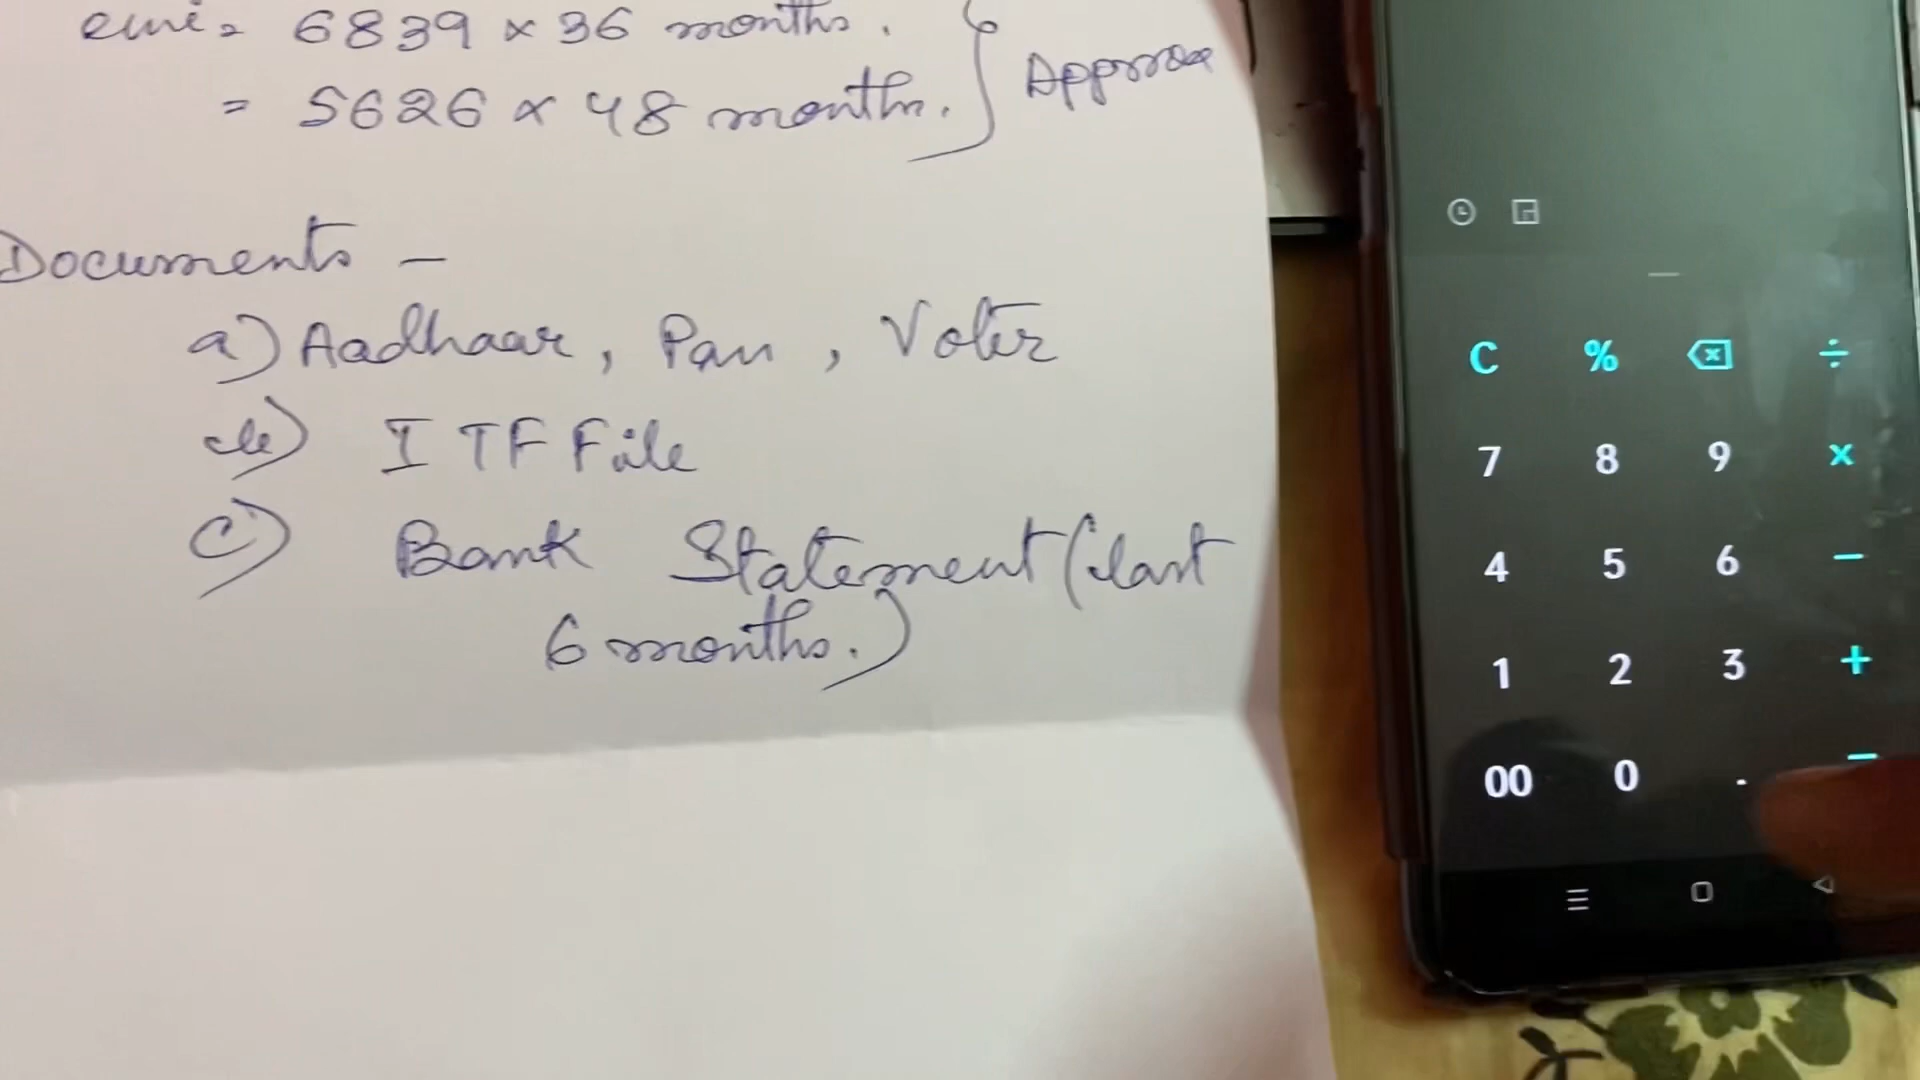 emi = 6839 x 36 months.
= 5626 x 48 months. } Approx
Documents -
a) Aadhaar, Pan, Voter
b) ITF File
c) Bank Statement (last
6 months.)
C % ÷
7 8 9 x
4 5 6 -
1 2 3 +
00 0 . =